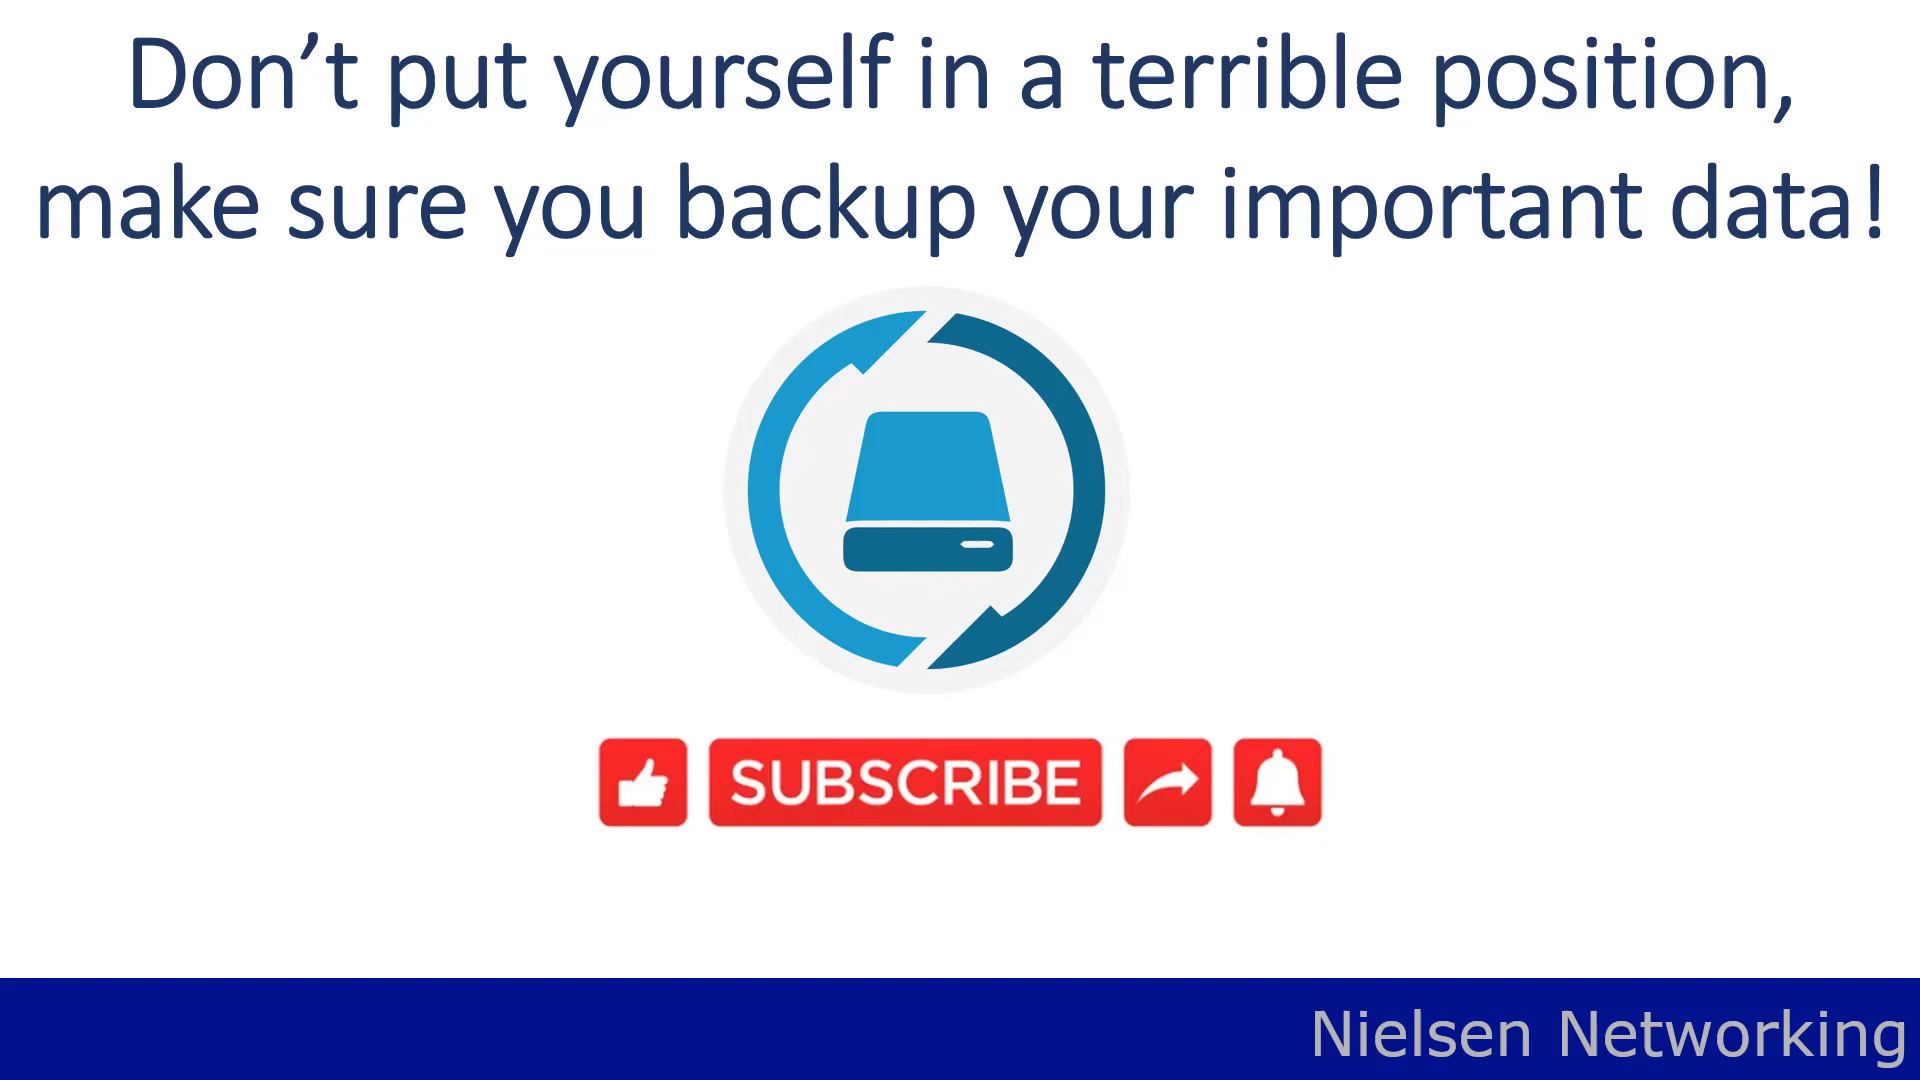 Don’t put yourself in a terrible position,
make sure you backup your important data!
SUBSCRIBE
Nielsen Networking